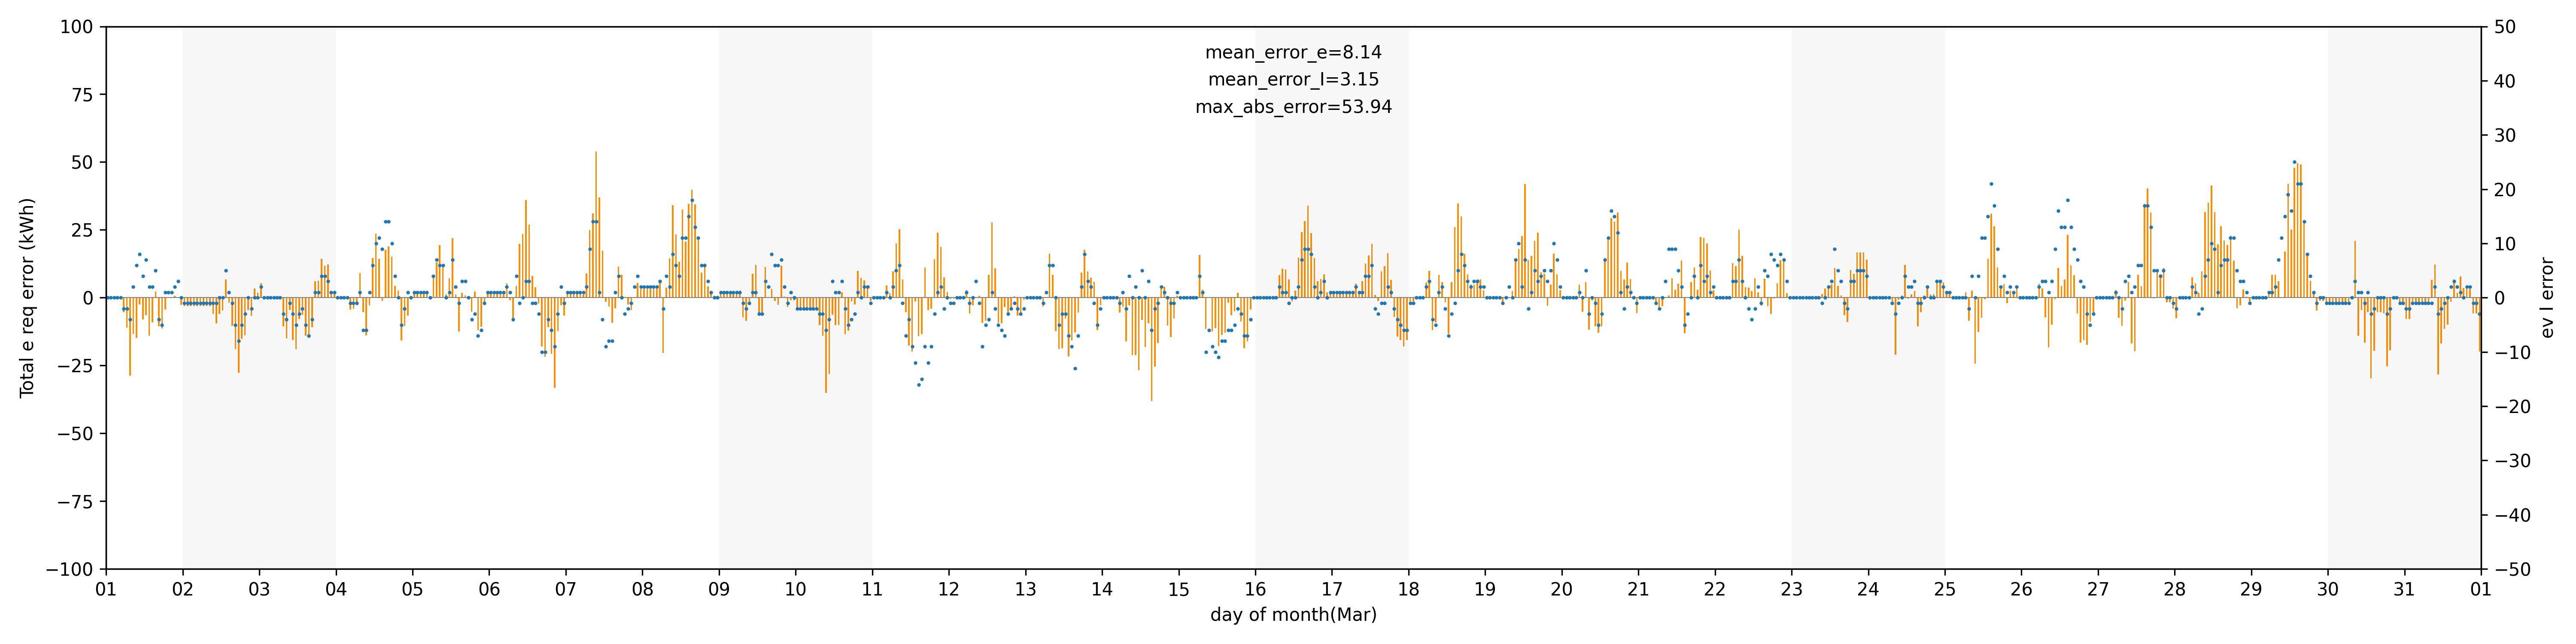 mean_error_e=8.14
mean_error_l=3.15
max_abs_error=53.94
Total e req error (kWh)
100
75
50
25
0
−25
−50
−75
−100
ev l error
50
40
30
20
10
0
−10
−20
−30
−40
−50
01 02 03 04 05 06 07 08 09 10 11 12 13 14 15 16 17 18 19 20 21 22 23 24 25 26 27 28 29 30 31 01
day of month(Mar)